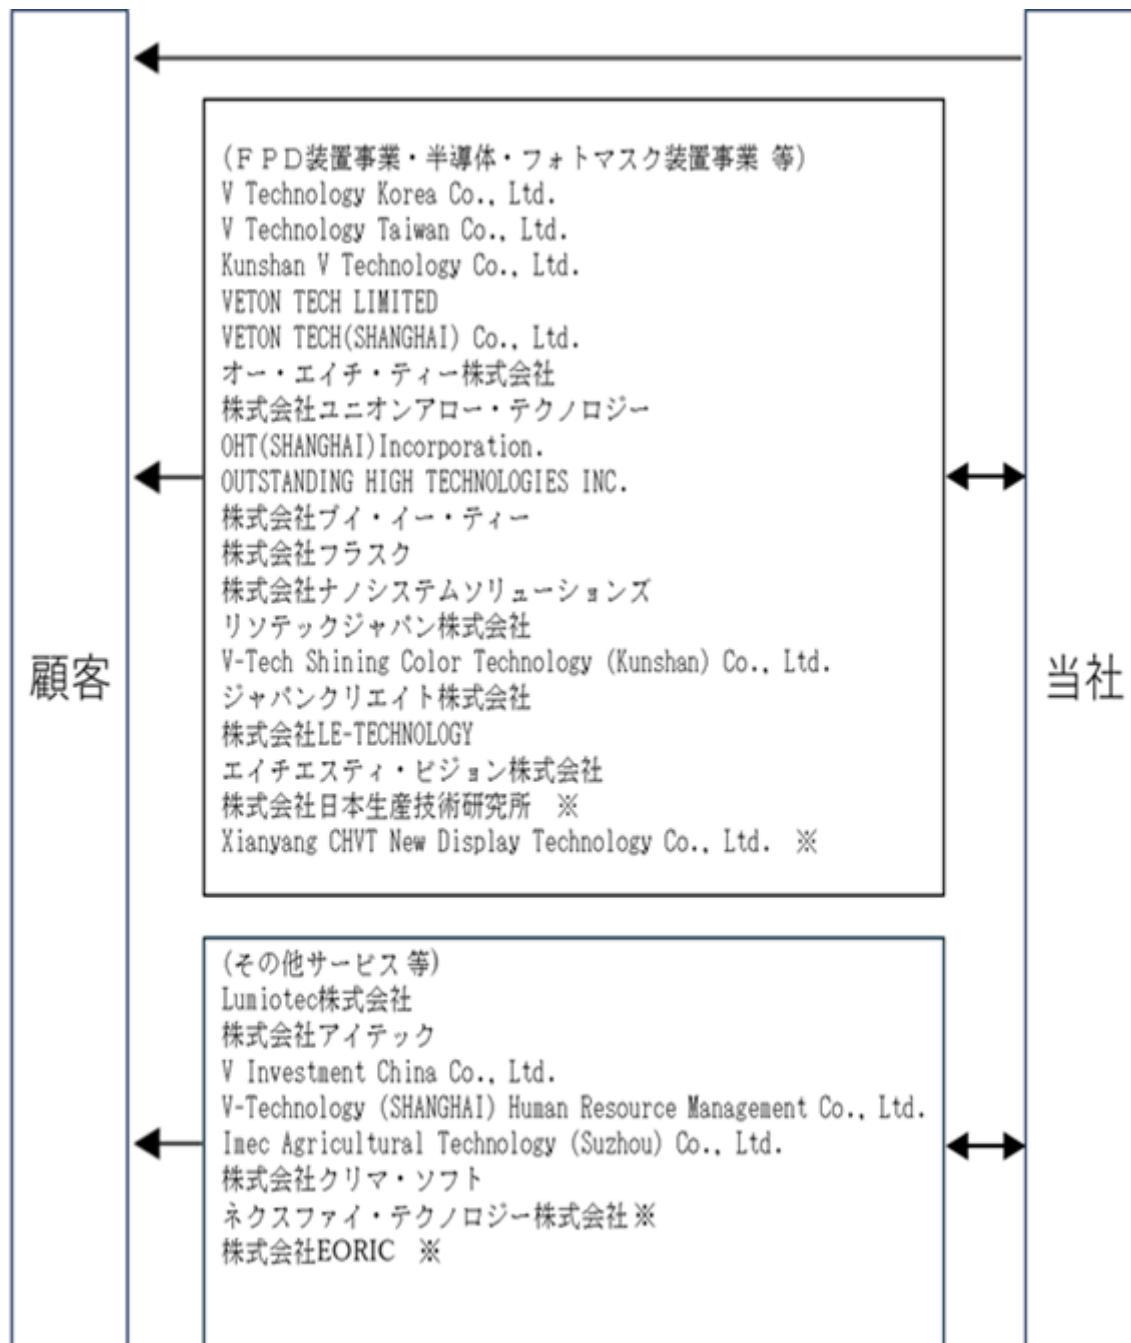 顧客
(ＦＰＤ装置事業・半導体・フォトマスク装置事業 等)
V Technology Korea Co., Ltd.
V Technology Taiwan Co., Ltd.
Kunshan V Technology Co., Ltd.
VETON TECH LIMITED
VETON TECH(SHANGHAI) Co., Ltd.
オー・エイチ・ティー株式会社
株式会社ユニオンアロー・テクノロジー
OHT(SHANGHAI)Incorporation.
OUTSTANDING HIGH TECHNOLOGIES INC.
株式会社ブイ・イー・ティー
株式会社フラスク
株式会社ナノシステムソリューションズ
リソテックジャパン株式会社
V-Tech Shining Color Technology (Kunshan) Co., Ltd.
ジャパンクリエイト株式会社
株式会社LE-TECHNOLOGY
エイチエスティ・ビジョン株式会社
株式会社日本生産技術研究所　※
Xianyang CHVT New Display Technology Co., Ltd.　※
(その他サービス 等)
Lumiotec株式会社
株式会社アイテック
V Investment China Co., Ltd.
V-Technology (SHANGHAI) Human Resource Management Co., Ltd.
Imec Agricultural Technology (Suzhou) Co., Ltd.
株式会社クリマ・ソフト
ネクスファイ・テクノロジー株式会社※
株式会社EORIC　※
当社